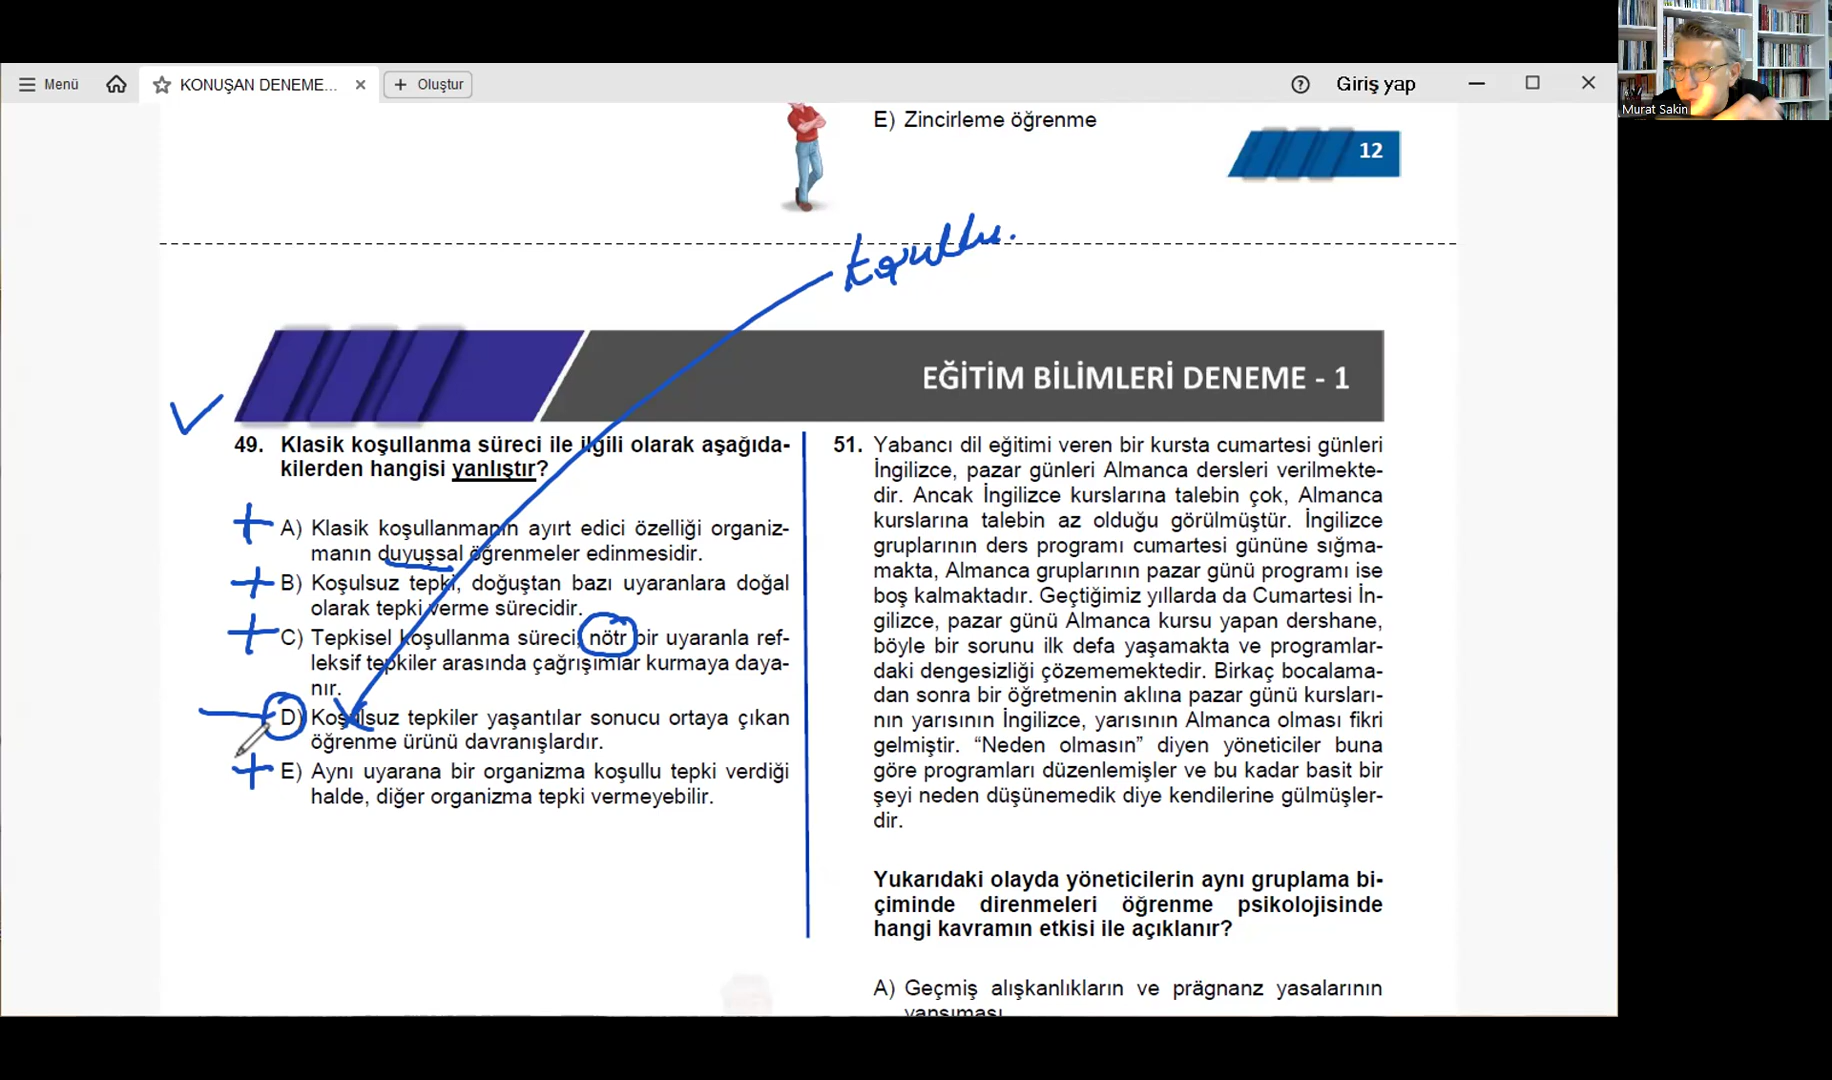 Menü
KONUŞAN DENEME...
Oluştur
Giriş yap
Murat Sakin
E) Zincirleme öğrenme
12
koşullu.
EĞİTİM BİLİMLERİ DENEME - 1
49. Klasik koşullanma süreci ile ilgili olarak aşağıda-
kilerden hangisi yanlıştır?
A) Klasik koşullanmanın ayırt edici özelliği organiz-
manın duyuşsal öğrenmeler edinmesidir.
B) Koşulsuz tepki, doğuştan bazı uyaranlara doğal
olarak tepki verme sürecidir.
C) Tepkisel koşullanma süreci, nötr bir uyaranla ref-
leksif tepkiler arasında çağrışımlar kurmaya daya-
nır.
D) Koşulsuz tepkiler yaşantılar sonucu ortaya çıkan
öğrenme ürünü davranışlardır.
E) Aynı uyarana bir organizma koşullu tepki verdiği
halde, diğer organizma tepki vermeyebilir.
51. Yabancı dil eğitimi veren bir kursta cumartesi günleri
İngilizce, pazar günleri Almanca dersleri verilmekte-
dir. Ancak İngilizce kurslarına talebin çok, Almanca
kurslarına talebin az olduğu görülmüştür. İngilizce
gruplarının ders programı cumartesi gününe sığma-
makta, Almanca gruplarının pazar günü programı ise
boş kalmaktadır. Geçtiğimiz yıllarda da Cumartesi İn-
gilizce, pazar günü Almanca kursu yapan dershane,
böyle bir sorunu ilk defa yaşamakta ve programlar-
daki dengesizliği çözememektedir. Birkaç bocalama-
dan sonra bir öğretmenin aklına pazar günü kursları-
nın yarısının İngilizce, yarısının Almanca olması fikri
gelmiştir. “Neden olmasın” diyen yöneticiler buna
göre programları düzenlemişler ve bu kadar basit bir
şeyi neden düşünemedik diye kendilerine gülmüşler-
dir.
Yukarıdaki olayda yöneticilerin aynı gruplama bi-
çiminde direnmeleri öğrenme psikolojisinde
hangi kavramın etkisi ile açıklanır?
A) Geçmiş alışkanlıkların ve prägnanz yasalarının
yansıması